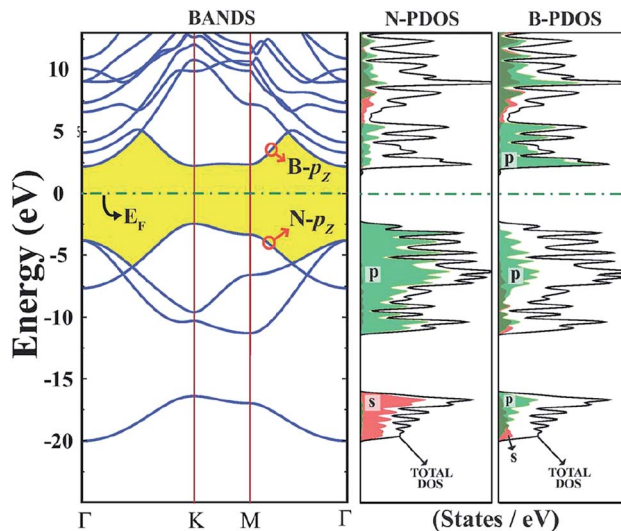 BANDS
N-PDOS
B-PDOS
Energy (eV)
10
5
0
-5
-10
-15
-20
B-pZ
EF
N-pZ
p
p
p
s
p
s
TOTAL
DOS
TOTAL
DOS
Γ
K
M
Γ
(States / eV)